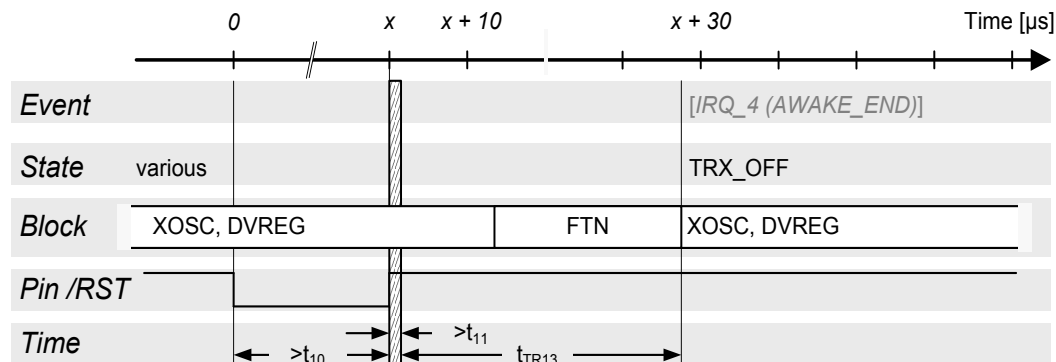 0 x x + 10 x + 30 Time [µs]
Event [IRQ_4 (AWAKE_END)]
State various TRX_OFF
Block XOSC, DVREG FTN XOSC, DVREG
Pin /RST
Time >t10 >t11 tTR13